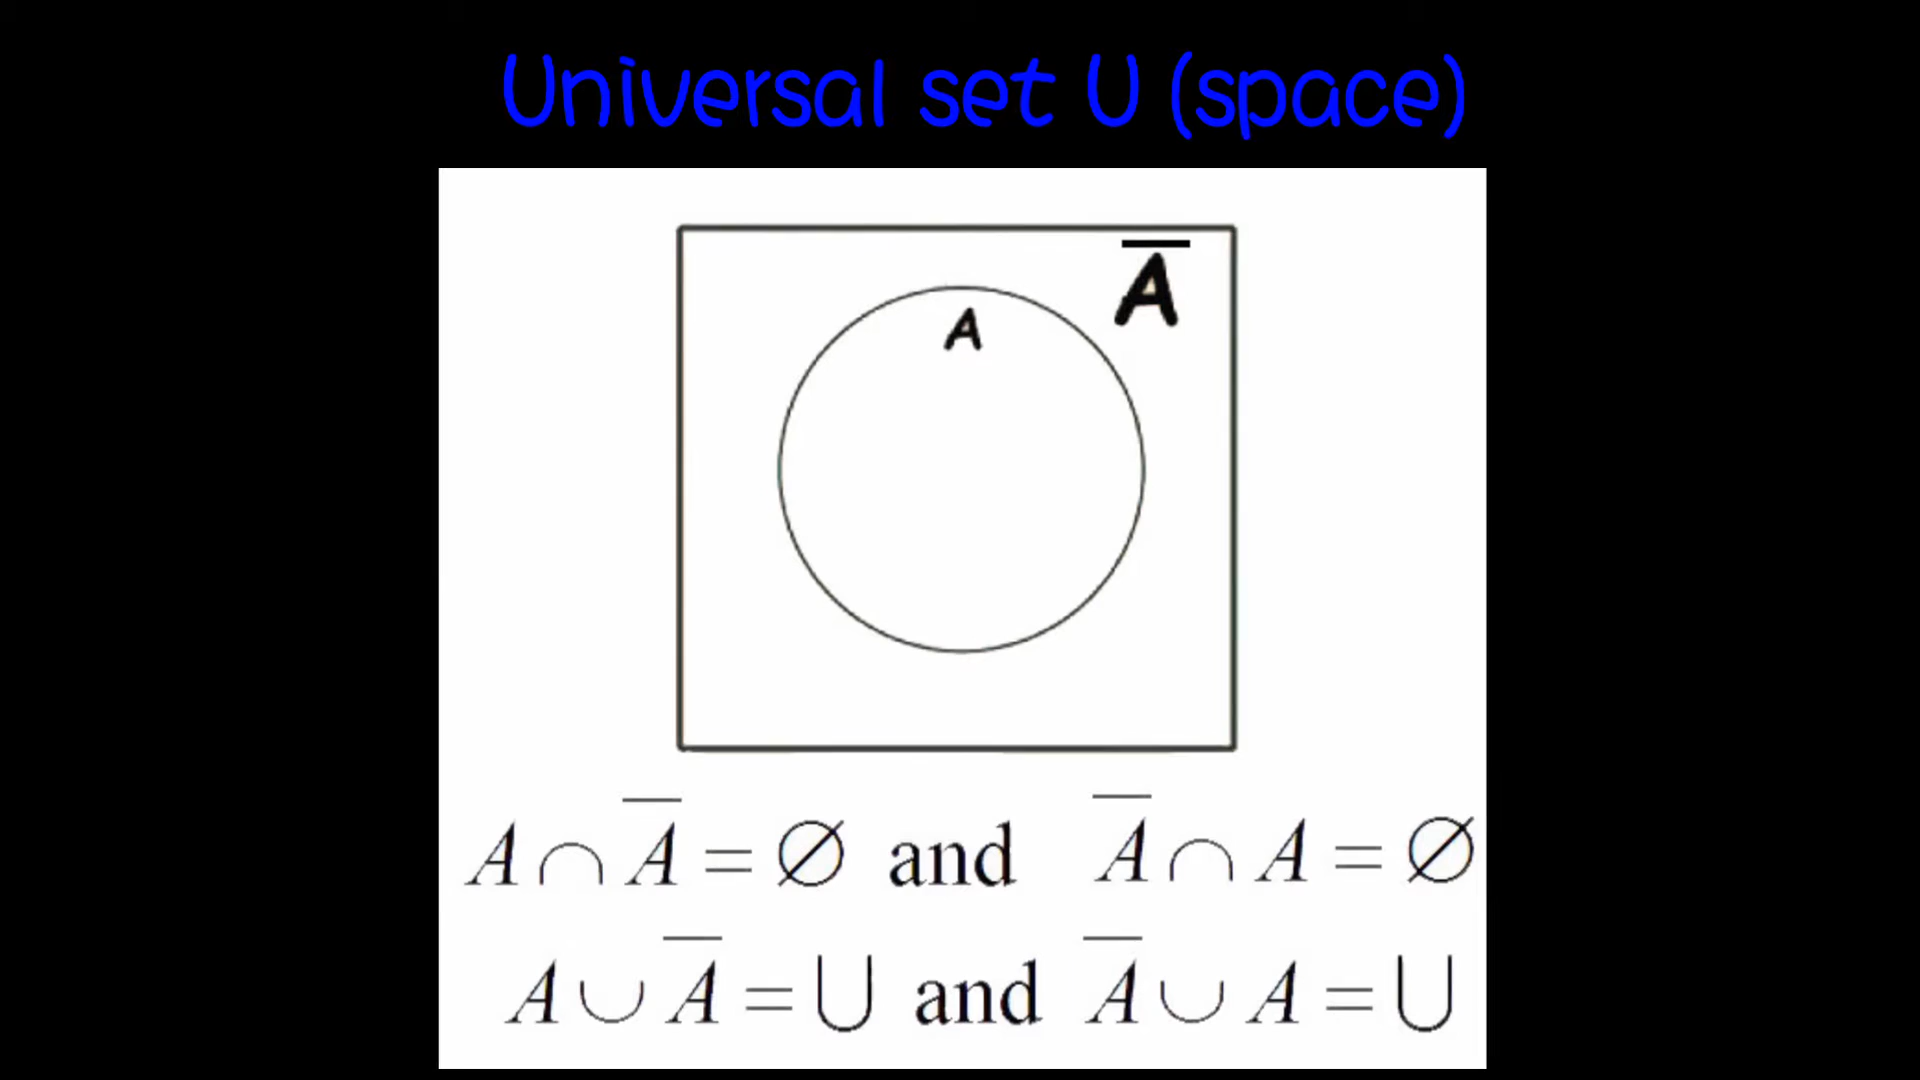 Universal set U (space)
A̅
A
A ∩ A̅ = ∅ and A̅ ∩ A = ∅
A ∪ A̅ = U and A̅ ∪ A = U